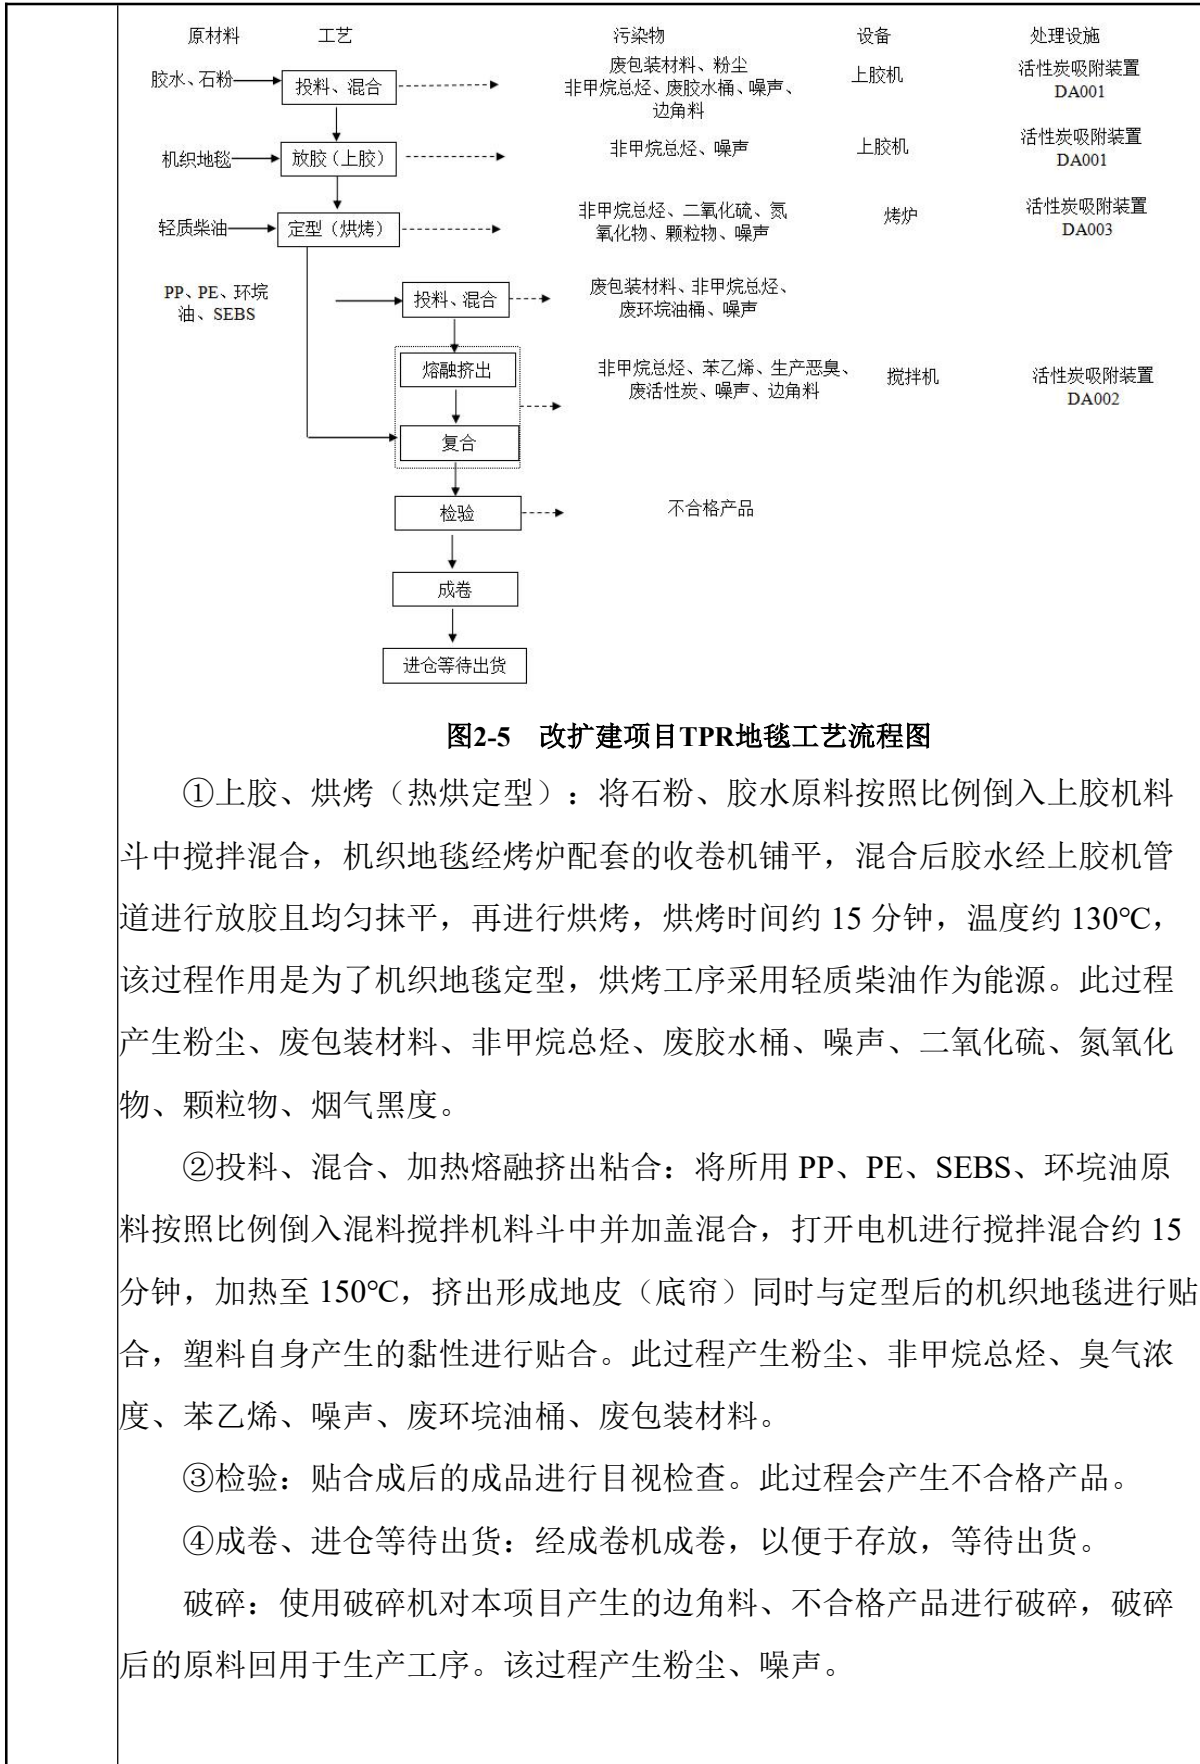 原材料 工艺 污染物 设备 处理设施
胶水、石粉 投料、混合 废包装材料、粉尘
非甲烷总烃、废胶水桶、噪声、
边角料 上胶机 活性炭吸附装置
DA001
机织地毯 放胶（上胶） 非甲烷总烃、噪声 上胶机 活性炭吸附装置
DA001
轻质柴油 定型（烘烤） 非甲烷总烃、二氧化硫、氮
氧化物、颗粒物、噪声 烤炉 活性炭吸附装置
DA003
PP、PE、环烷
油、SEBS 投料、混合 废包装材料、非甲烷总烃、
废环烷油桶、噪声
熔融挤出 非甲烷总烃、苯乙烯、生产恶臭、
废活性炭、噪声、边角料 搅拌机 活性炭吸附装置
DA002
复合
检验 不合格产品
成卷
进仓等待出货
图2-5 改扩建项目TPR地毯工艺流程图
①上胶、烘烤（热烘定型）：将石粉、胶水原料按照比例倒入上胶机料
斗中搅拌混合，机织地毯经烤炉配套的收卷机铺平，混合后胶水经上胶机管
道进行放胶且均匀抹平，再进行烘烤，烘烤时间约 15 分钟，温度约 130℃，
该过程作用是为了机织地毯定型，烘烤工序采用轻质柴油作为能源。此过程
产生粉尘、废包装材料、非甲烷总烃、废胶水桶、噪声、二氧化硫、氮氧化
物、颗粒物、烟气黑度。
②投料、混合、加热熔融挤出粘合：将所用 PP、PE、SEBS、环烷油原
料按照比例倒入混料搅拌机料斗中并加盖混合，打开电机进行搅拌混合约 15
分钟，加热至 150℃，挤出形成地皮（底帘）同时与定型后的机织地毯进行贴
合，塑料自身产生的黏性进行贴合。此过程产生粉尘、非甲烷总烃、臭气浓
度、苯乙烯、噪声、废环烷油桶、废包装材料。
③检验：贴合成后的成品进行目视检查。此过程会产生不合格产品。
④成卷、进仓等待出货：经成卷机成卷，以便于存放，等待出货。
破碎：使用破碎机对本项目产生的边角料、不合格产品进行破碎，破碎
后的原料回用于生产工序。该过程产生粉尘、噪声。